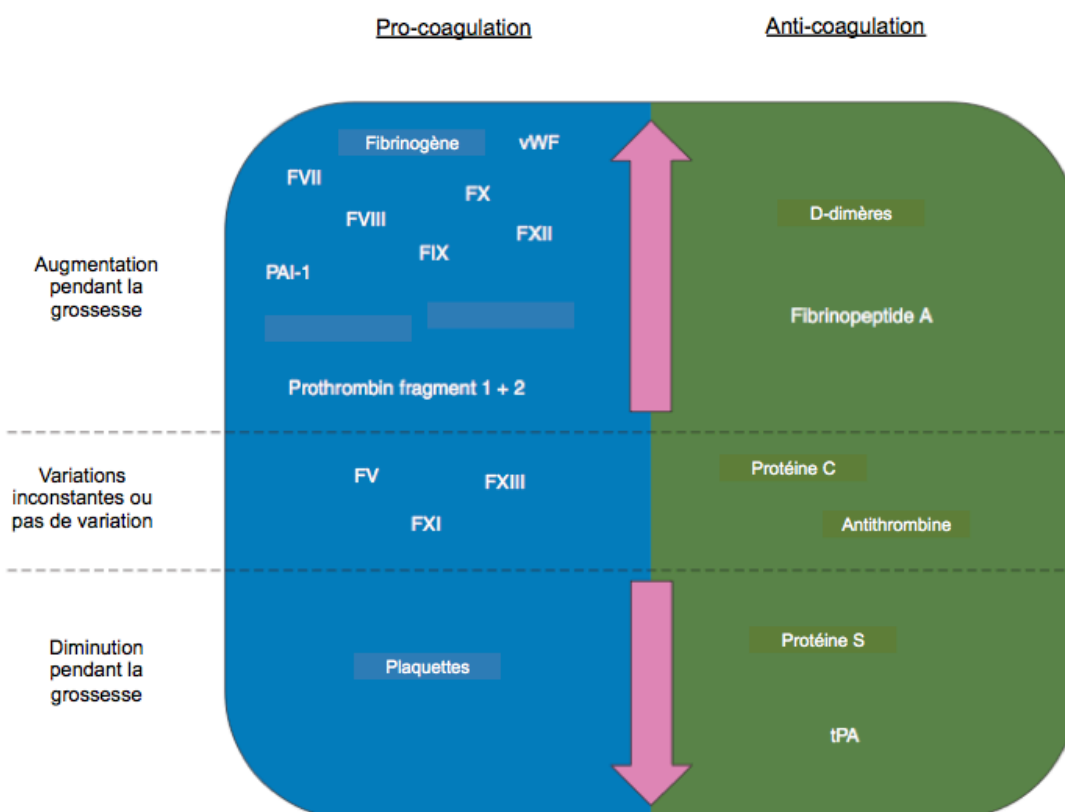 Pro-coagulation
Anti-coagulation
Augmentation
pendant la
grossesse
Fibrinogène
vWF
FVII
FX
FVIII
FXII
FIX
PAI-1
Prothrombin fragment 1 + 2
D-dimères
Fibrinopeptide A
Variations
inconstantes ou
pas de variation
FV
FXIII
FXI
Protéine C
Antithrombine
Diminution
pendant la
grossesse
Plaquettes
Protéine S
tPA